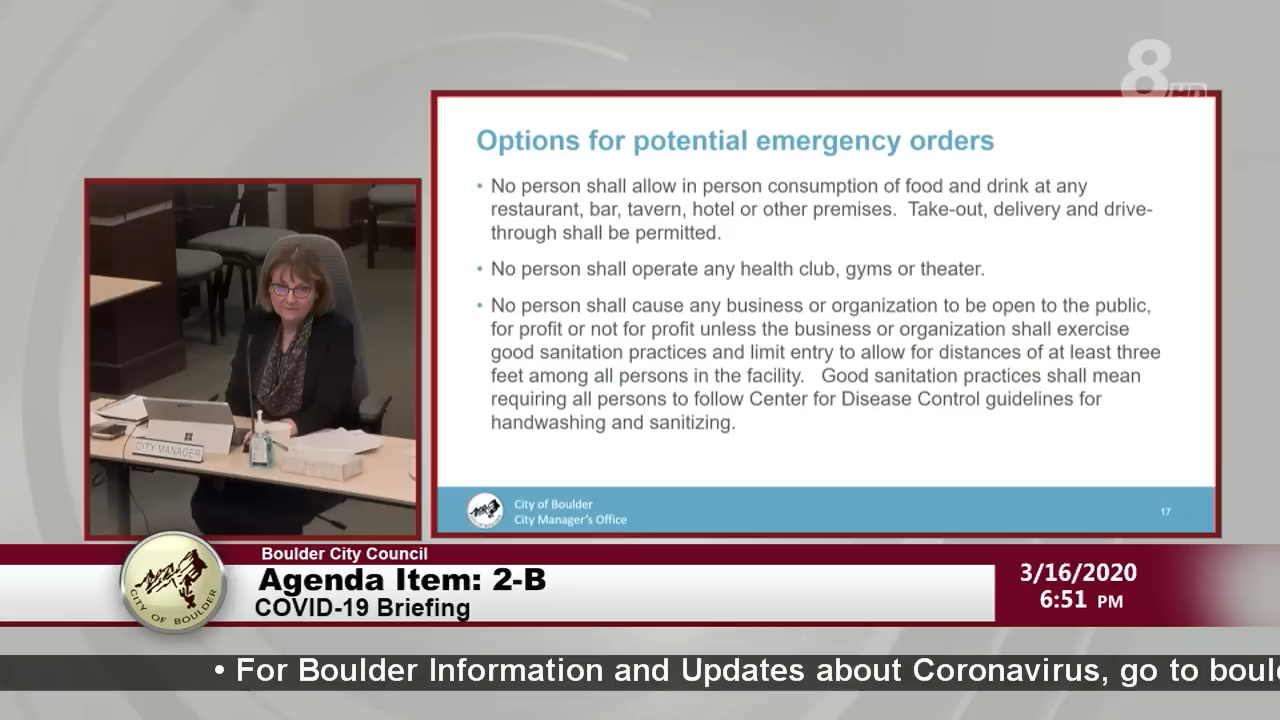 8
HD
Options for potential emergency orders
• No person shall allow in person consumption of food and drink at any
restaurant, bar, tavern, hotel or other premises.  Take-out, delivery and drive-
through shall be permitted.
• No person shall operate any health club, gyms or theater.
• No person shall cause any business or organization to be open to the public,
for profit or not for profit unless the business or organization shall exercise
good sanitation practices and limit entry to allow for distances of at least three
feet among all persons in the facility.   Good sanitation practices shall mean
requiring all persons to follow Center for Disease Control guidelines for
handwashing and sanitizing.
City of Boulder
City Manager's Office
17
CITY MANAGER
Boulder City Council
Agenda Item: 2-B
COVID-19 Briefing
CITY OF BOULDER
3/16/2020
6:51 PM
• For Boulder Information and Updates about Coronavirus, go to boul